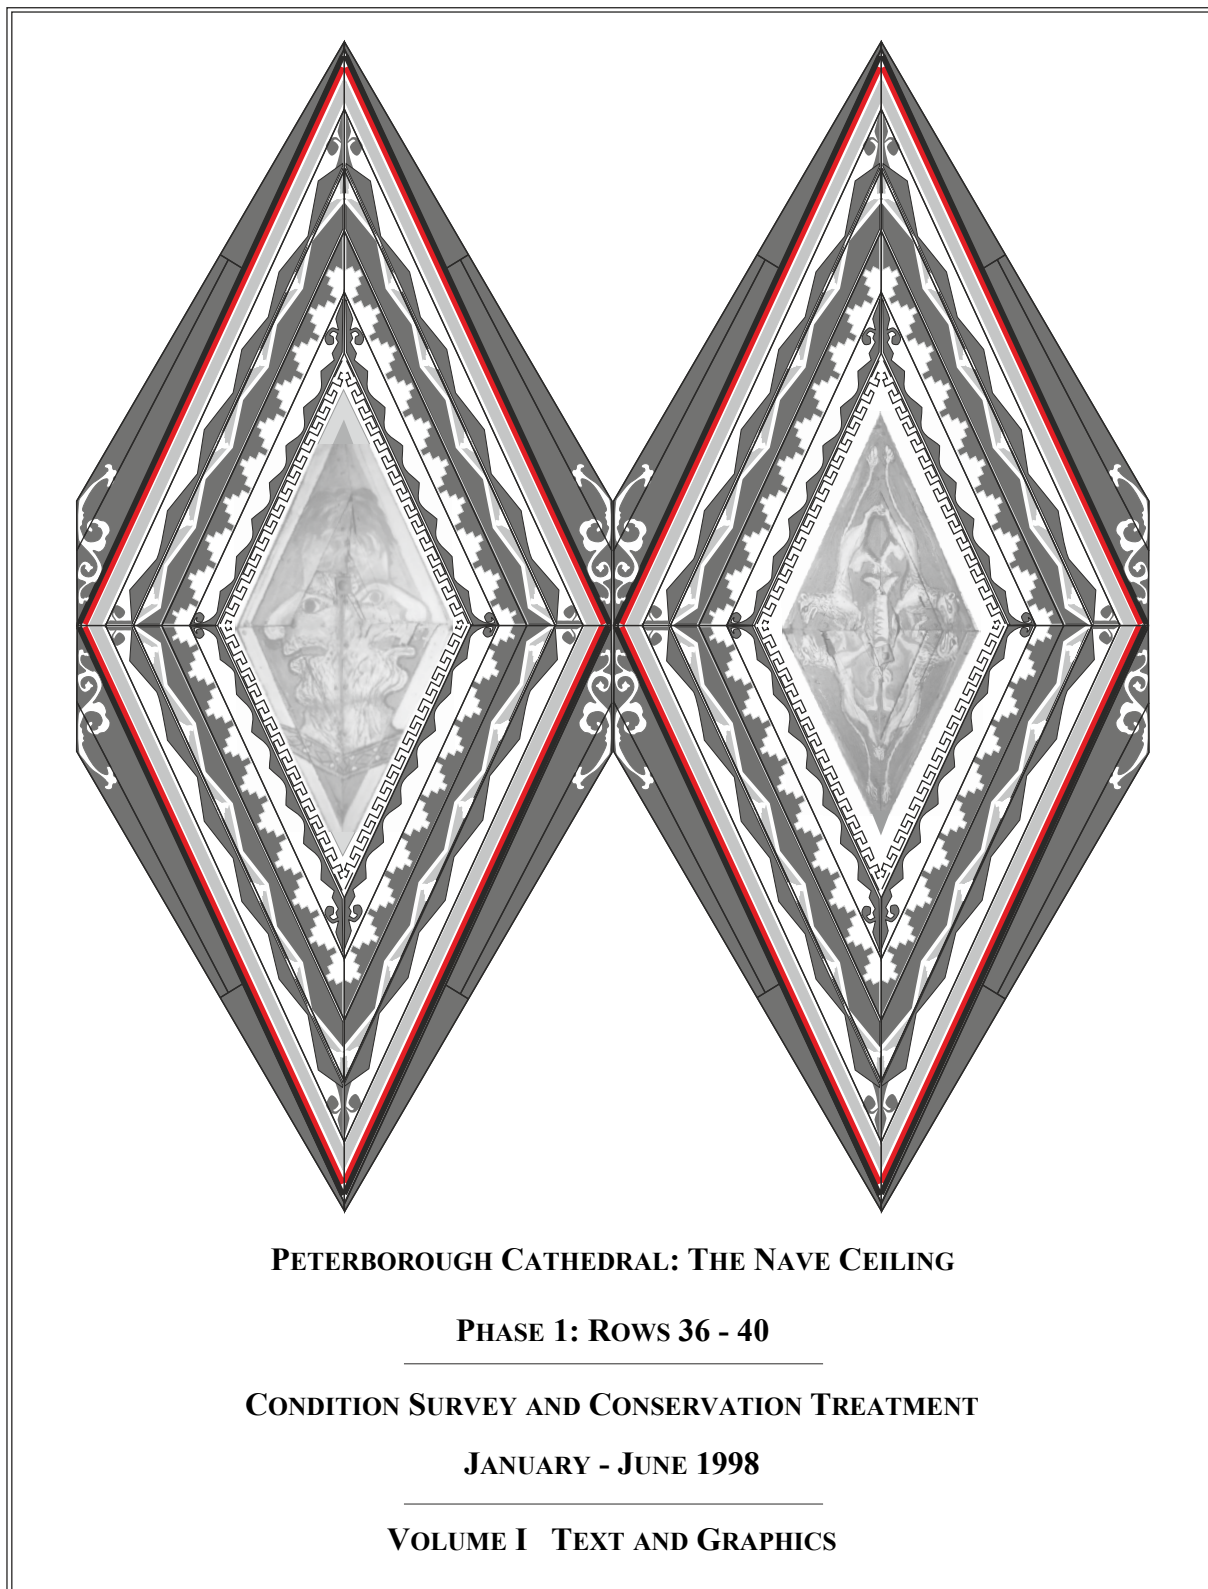 PETERBOROUGH CATHEDRAL: THE NAVE CEILING
PHASE 1: ROWS 36 - 40
CONDITION SURVEY AND CONSERVATION TREATMENT
JANUARY - JUNE 1998
VOLUME I TEXT AND GRAPHICS